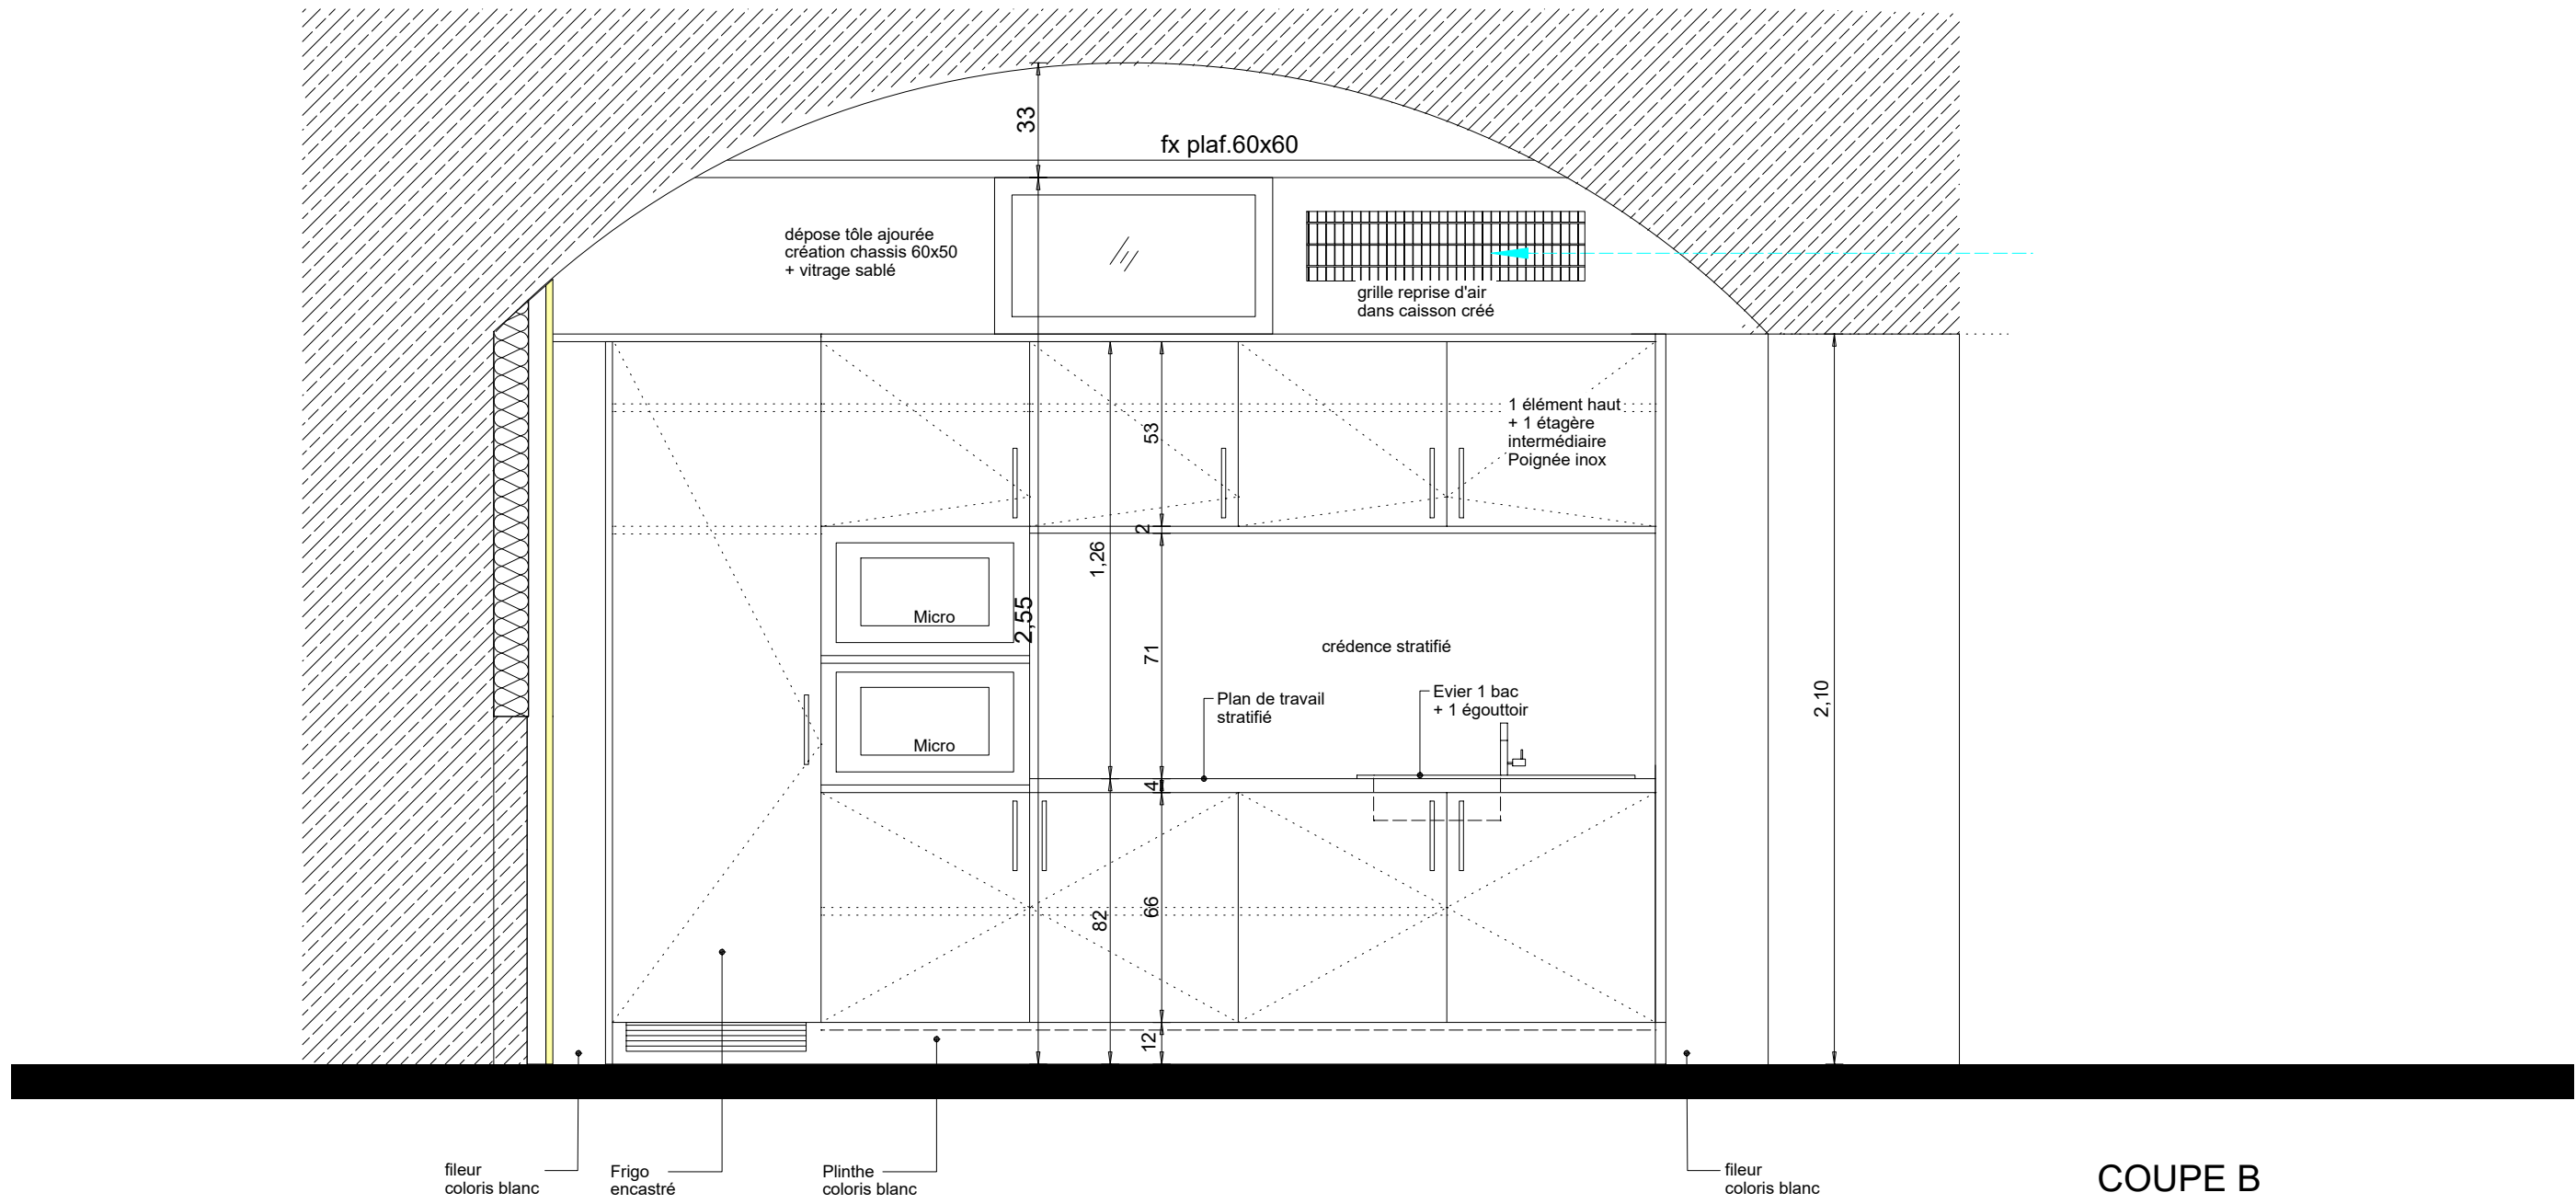 33
fx plaf.60x60
dépose tôle ajourée
création chassis 60x50
+ vitrage sablé
grille reprise d'air
dans caisson créé
1 élément haut
+ 1 étagère
intermédiaire
Poignée inox
53
2
1,26
2,55
Micro
71
crédence stratifié
Plan de travail
stratifié
Evier 1 bac
+ 1 égouttoir
2,10
Micro
4
82
66
12
fileur
coloris blanc
Frigo
encastré
Plinthe
coloris blanc
fileur
coloris blanc
COUPE B